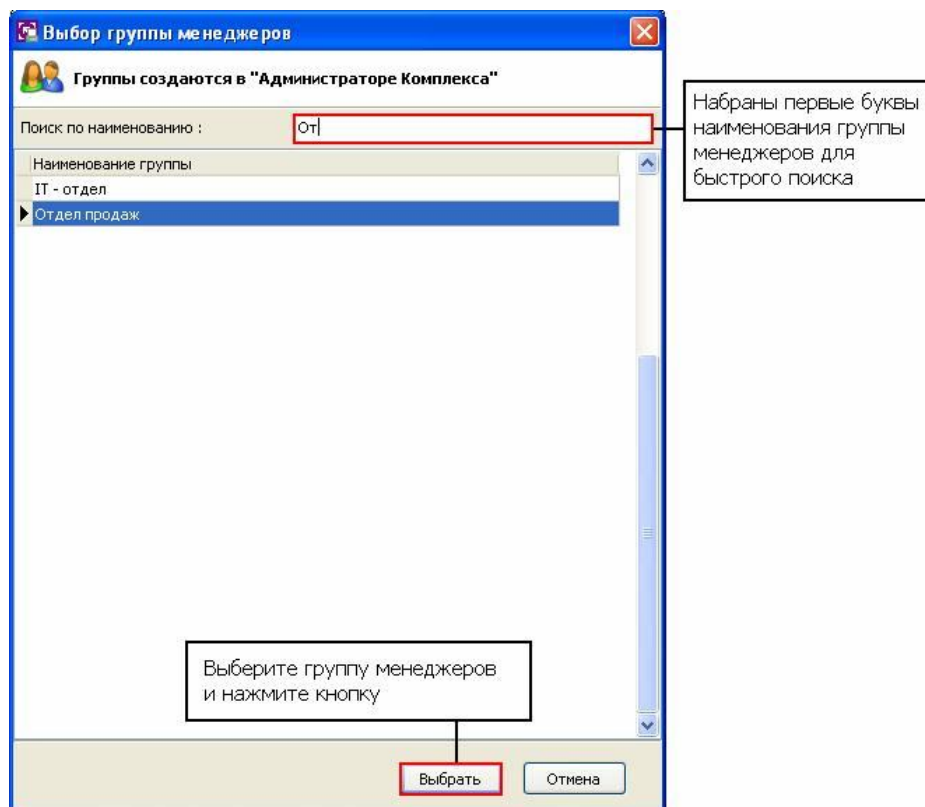 Выбор группы менеджеров
Группы создаются в "Администраторе Комплекса"
Поиск по наименованию :
От
Набраны первые буквы
наименования группы
менеджеров для
быстрого поиска
Наименование группы
IT - отдел
Отдел продаж
Выберите группу менеджеров
и нажмите кнопку
Выбрать
Отмена